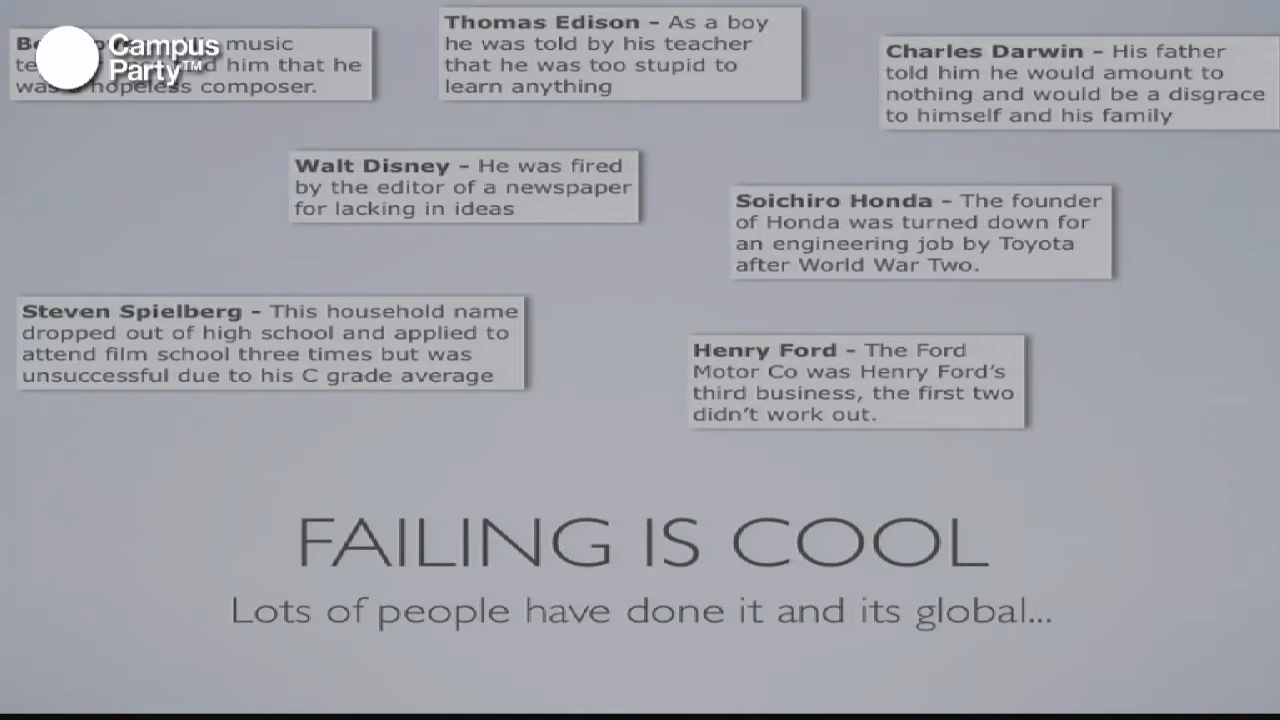 Campus
Party™
music
him that he
was a hopeless composer.
Thomas Edison – As a boy
he was told by his teacher
that he was too stupid to
learn anything
Charles Darwin – His father
told him he would amount to
nothing and would be a disgrace
to himself and his family
Walt Disney – He was fired
by the editor of a newspaper
for lacking in ideas
Soichiro Honda – The founder
of Honda was turned down for
an engineering job by Toyota
after World War Two.
Steven Spielberg – This household name
dropped out of high school and applied to
attend film school three times but was
unsuccessful due to his C grade average
Henry Ford – The Ford
Motor Co was Henry Ford's
third business, the first two
didn't work out.
FAILING IS COOL
Lots of people have done it and its global...